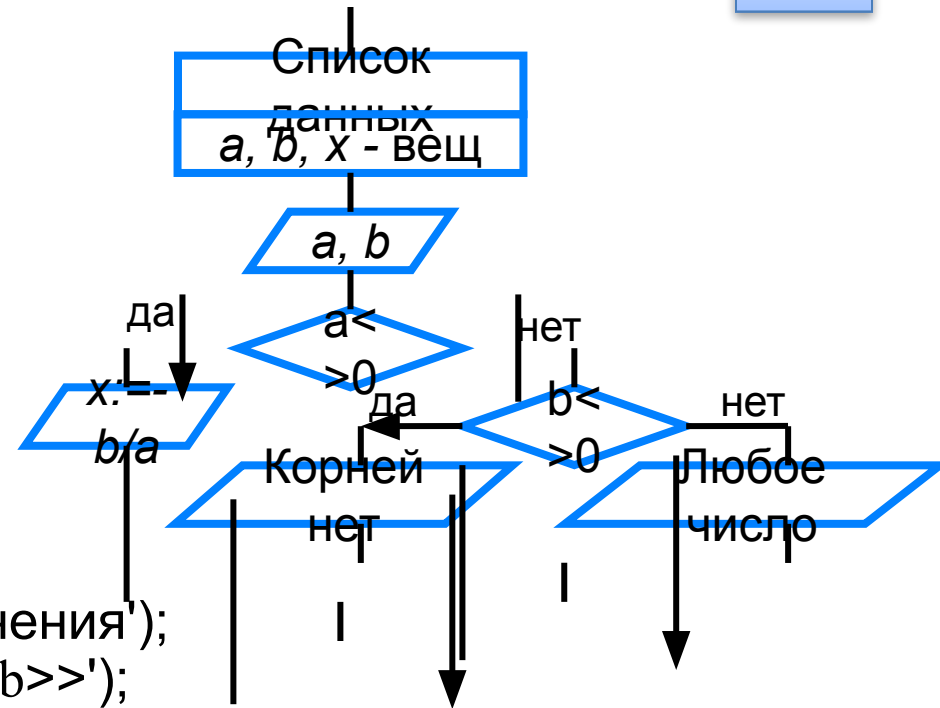 Список
данных
a, b, x - вещ
a, b
да
a<
>0
нет
x:=-
b/a
да
b<
>0
нет
Корней
нет
Любое
число
нения');
b>>');